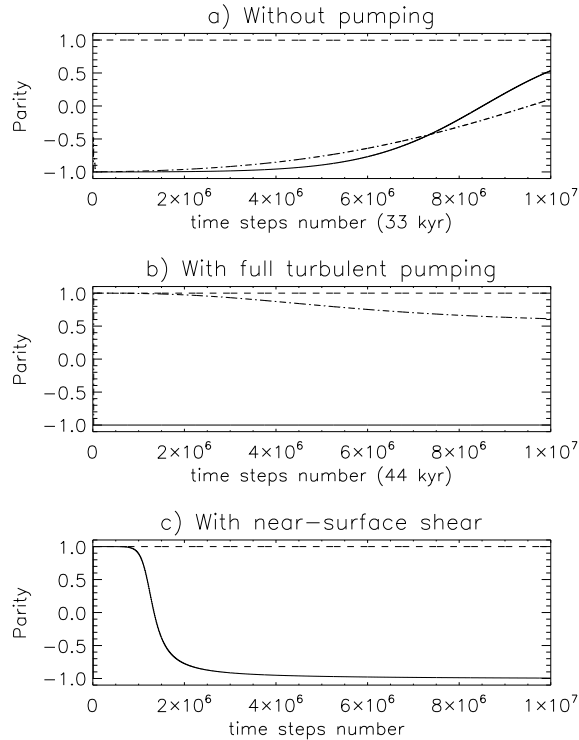 a) Without pumping
1.0
0.5
0.0
−0.5
−1.0
Parity
0 2×10⁶ 4×10⁶ 6×10⁶ 8×10⁶ 1×10⁷
time steps number (33 kyr)
b) With full turbulent pumping
1.0
0.5
0.0
−0.5
−1.0
Parity
0 2×10⁶ 4×10⁶ 6×10⁶ 8×10⁶ 1×10⁷
time steps number (44 kyr)
c) With near−surface shear
1.0
0.5
0.0
−0.5
−1.0
Parity
0 2×10⁶ 4×10⁶ 6×10⁶ 8×10⁶ 1×10⁷
time steps number